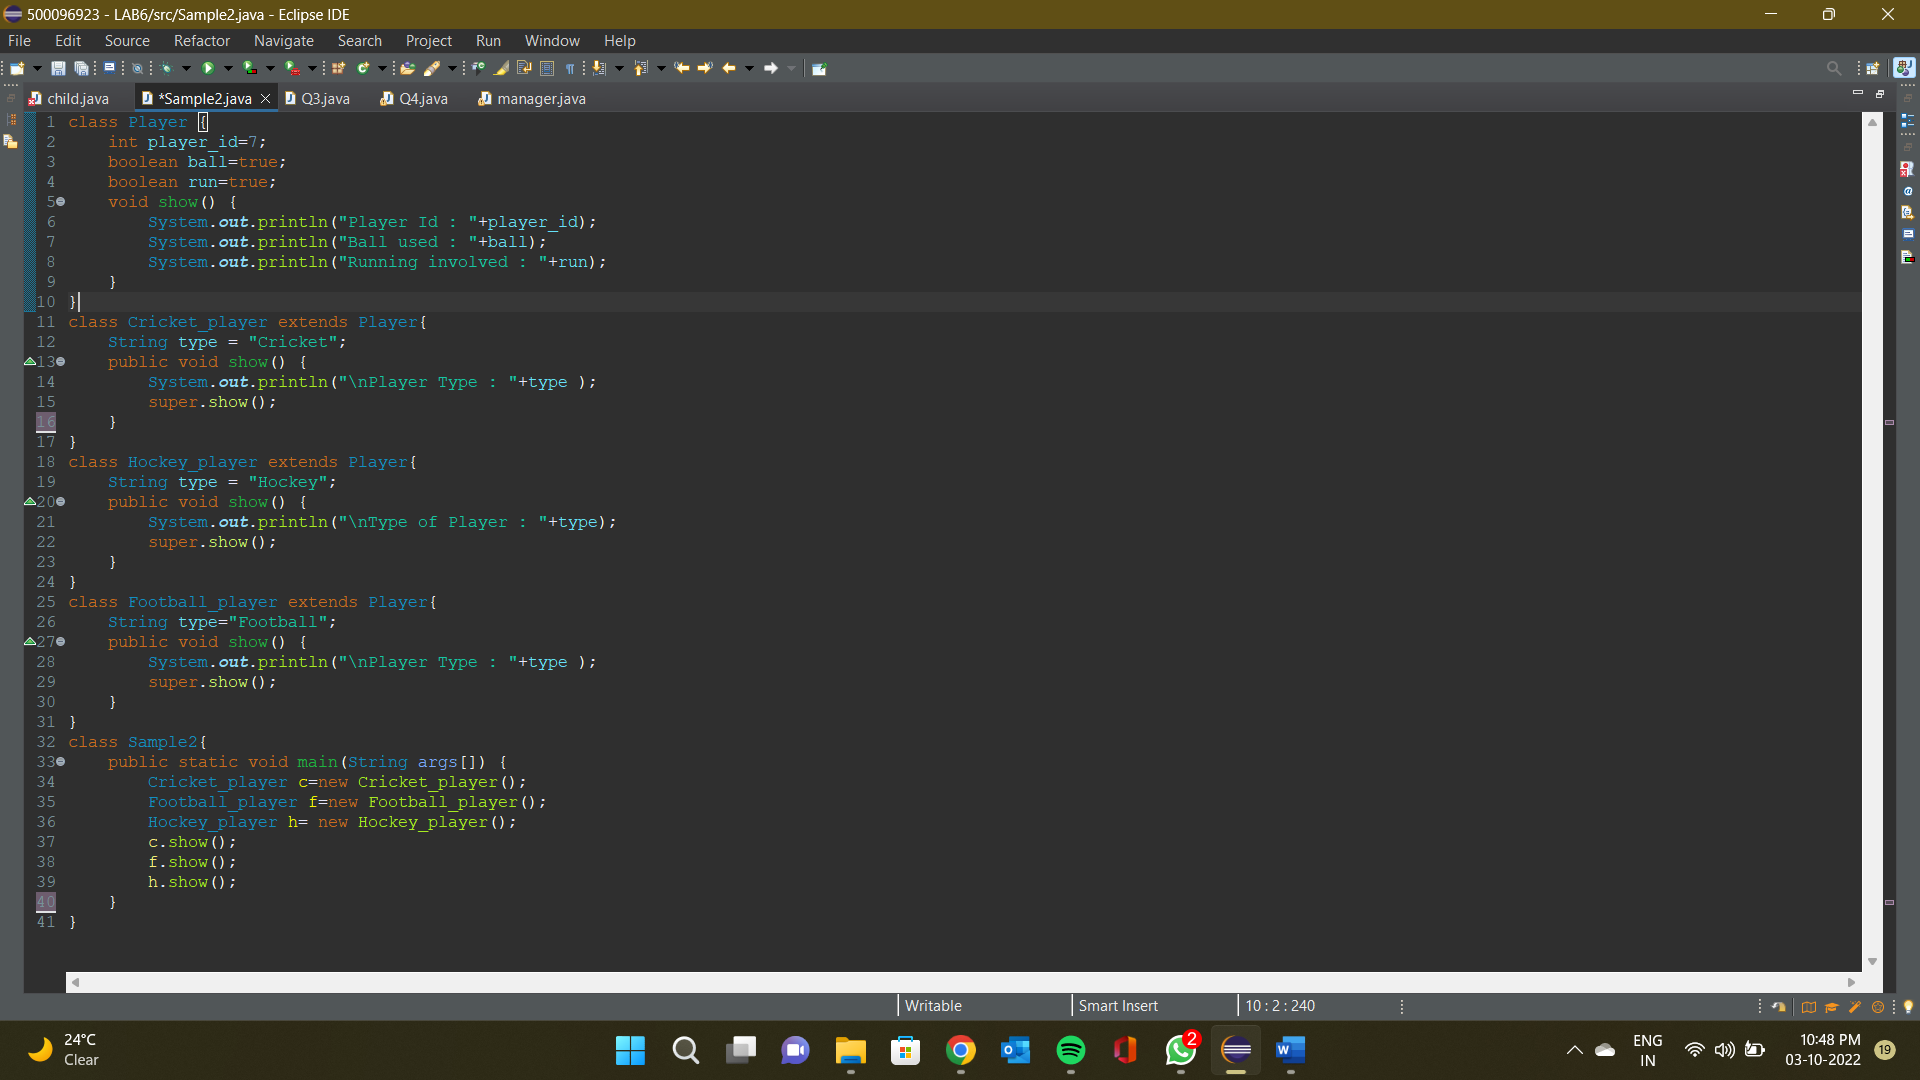 500096923 - LAB6/src/Sample2.java - Eclipse IDE
File Edit Source Refactor Navigate Search Project Run Window Help
child.java *Sample2.java Q3.java Q4.java manager.java
1 class Player {
2     int player_id=7;
3     boolean ball=true;
4     boolean run=true;
5     void show() {
6         System.out.println("Player Id : "+player_id);
7         System.out.println("Ball used : "+ball);
8         System.out.println("Running involved : "+run);
9     }
10 }
11 class Cricket_player extends Player{
12     String type = "Cricket";
13     public void show() {
14         System.out.println("\nPlayer Type : "+type );
15         super.show();
16     }
17 }
18 class Hockey_player extends Player{
19     String type = "Hockey";
20     public void show() {
21         System.out.println("\nType of Player : "+type);
22         super.show();
23     }
24 }
25 class Football_player extends Player{
26     String type="Football";
27     public void show() {
28         System.out.println("\nPlayer Type : "+type );
29         super.show();
30     }
31 }
32 class Sample2{
33     public static void main(String args[]) {
34         Cricket_player c=new Cricket_player();
35         Football_player f=new Football_player();
36         Hockey_player h= new Hockey_player();
37         c.show();
38         f.show();
39         h.show();
40     }
41 }
Writable Smart Insert 10 : 2 : 240
24°C
Clear
2
ENG
IN
10:48 PM
03-10-2022
19